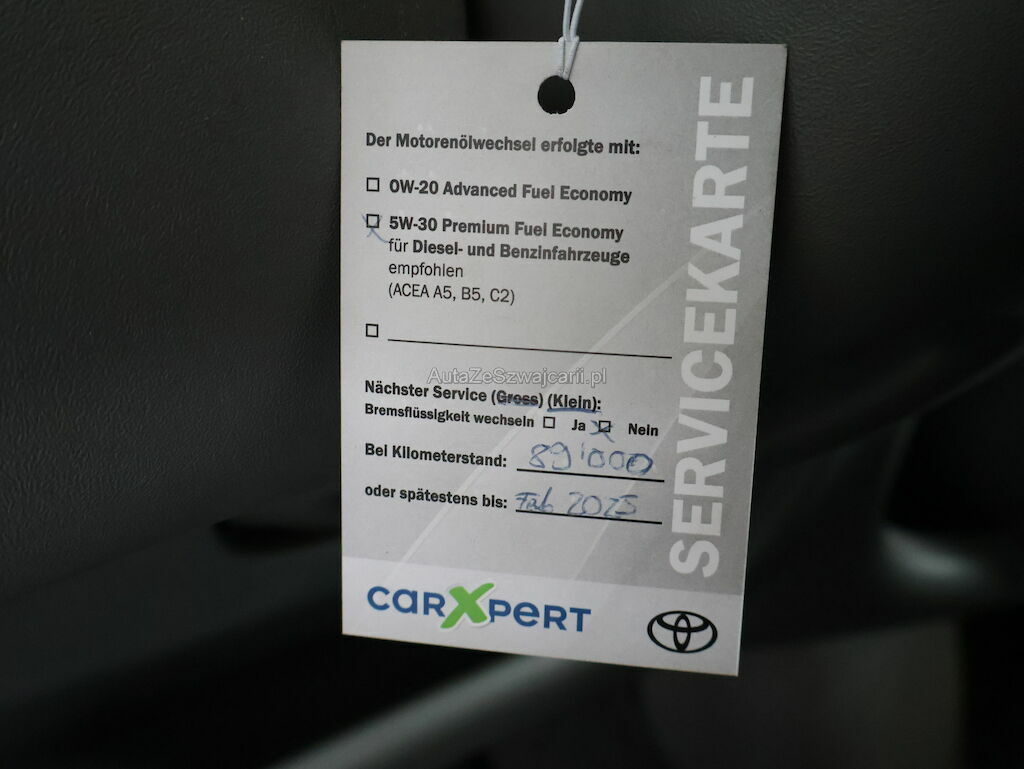 Der Motorenölwechsel erfolgte mit:
0W-20 Advanced Fuel Economy
5W-30 Premium Fuel Economy
für Diesel- und Benzinfahrzeuge
empfohlen
(ACEA A5, B5, C2)
AutaZeSzwajcarii.pl
Nächster Service (Gross) (Klein):
Bremsflüssigkeit wechseln Ja Nein
Bei Kilometerstand: 89'000
oder spätestens bis: Feb 2025
carXpert
SERVICEKARTE